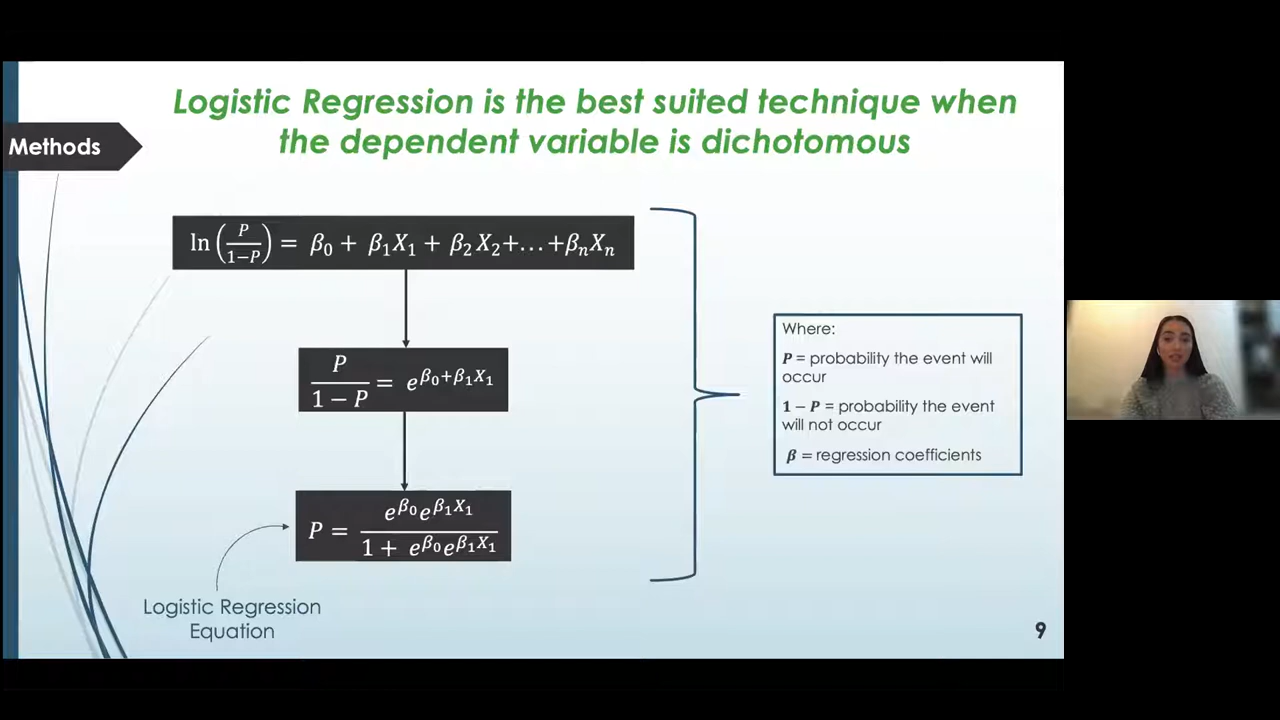 Logistic Regression is the best suited technique when
the dependent variable is dichotomous
Methods
ln(P/1−P) = β₀ + β₁X₁ + β₂X₂+…+βₙXₙ
P/1 − P = e^β₀+β₁X₁
P = e^β₀e^β₁X₁/1 + e^β₀e^β₁X₁
Logistic Regression
Equation
Where:
P = probability the event will
occur
1 − P = probability the event
will not occur
β = regression coefficients
9